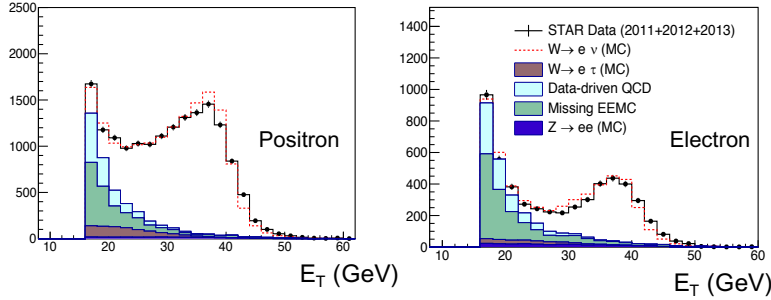 2500
2000
1500
1000
500
0
10 20 30 40 50 60
Positron
E_T (GeV)
1400
1200
1000
800
600
400
200
0
10 20 30 40 50 60
STAR Data (2011+2012+2013)
W→ e ν (MC)
W→ e τ (MC)
Data-driven QCD
Missing EEMC
Z → ee (MC)
Electron
E_T (GeV)